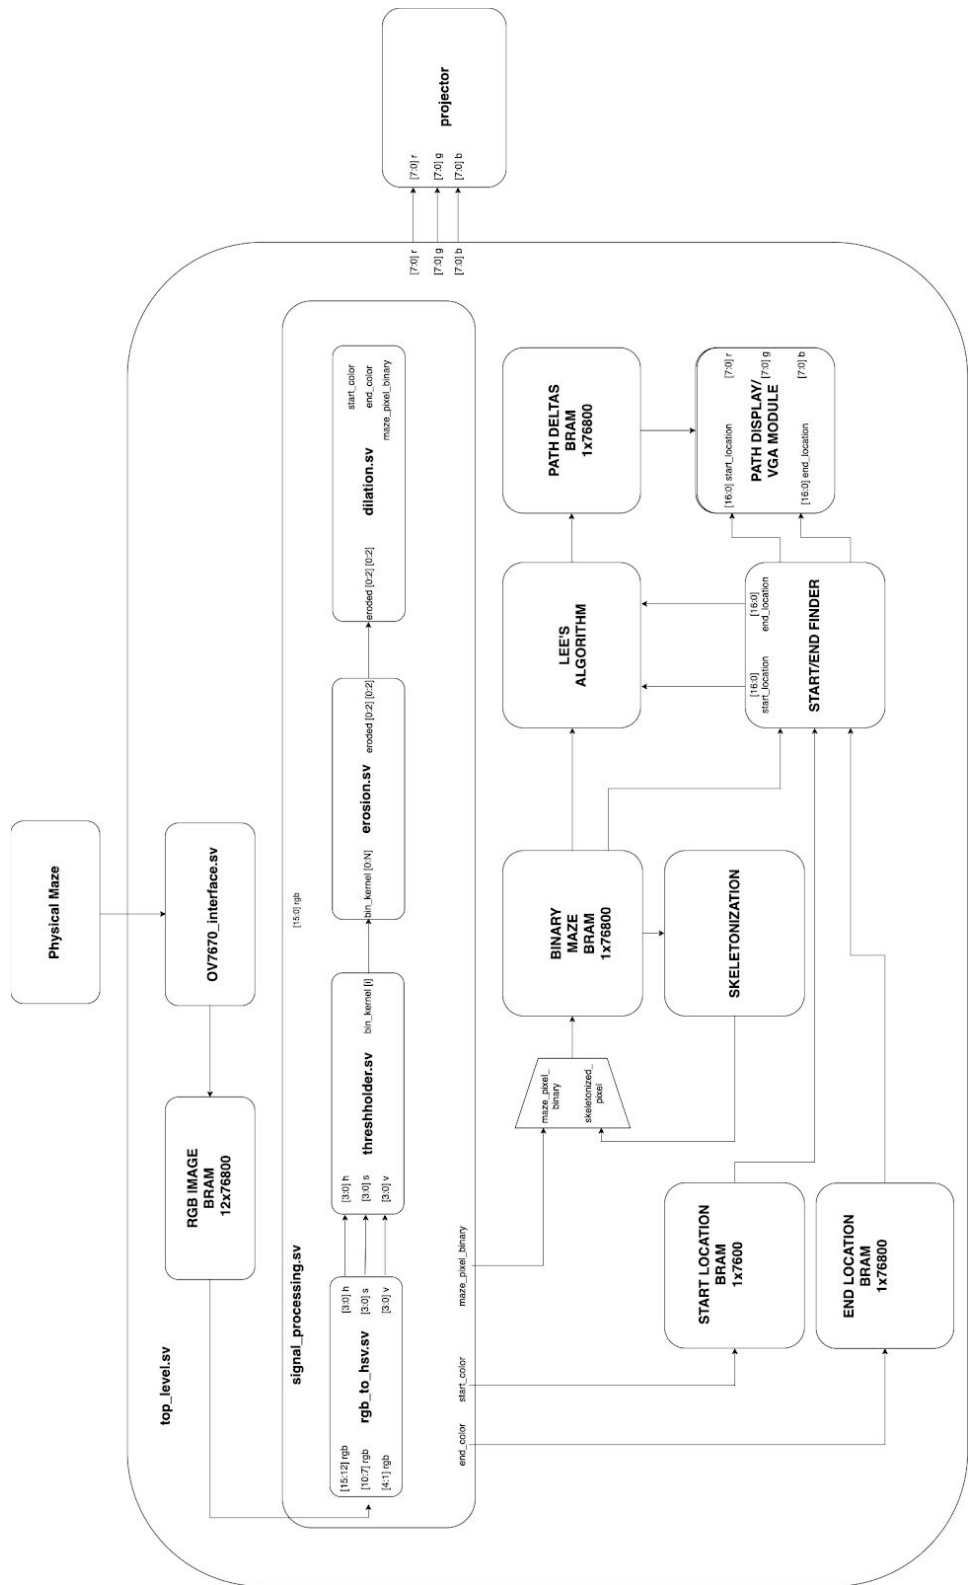 Physical Maze
top_level.sv
OV7670_interface.sv
RGB IMAGE
BRAM
12x76800
signal_processing.sv
[15:0] rgb
[15:12] rgb
[10:7] rgb
[4:1] rgb
rgb_to_hsv.sv
[3:0] h
[3:0] s
[3:0] v
[3:0] h
[3:0] s
[3:0] v
threshholder.sv
bin_kernel [i]
bin_kernel [0:N]
erosion.sv
eroded [0:2] [0:2]
eroded [0:2] [0:2]
dilation.sv
start_color
end_color
maze_pixel_binary
end_color
start_color
maze_pixel_binary
maze_pixel_
binary
skeletonized_
pixel
BINARY
MAZE
BRAM
1x76800
SKELETONIZATION
LEE'S
ALGORITHM
PATH DELTAS
BRAM
1x76800
START LOCATION
BRAM
1x7600
END LOCATION
BRAM
1x76800
START/END FINDER
[16:0]
start_location
[16:0]
end_location
[16:0] start_location
[16:0] end_location
PATH DISPLAY/
VGA MODULE
[7:0] r
[7:0] g
[7:0] b
[7:0] r
[7:0] g
[7:0] b
[7:0] r
[7:0] g
[7:0] b
projector